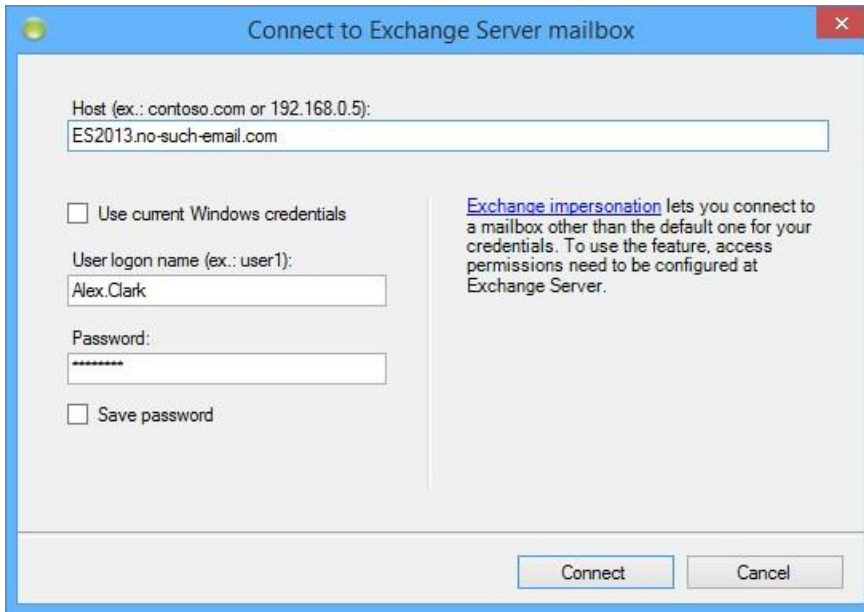 Connect to Exchange Server mailbox
Host (ex.: contoso.com or 192.168.0.5):
ES2013.no-such-email.com
Use current Windows credentials
User logon name (ex.: user1):
Alex.Clark
Password:
********
Save password
Exchange impersonation lets you connect to
a mailbox other than the default one for your
credentials. To use the feature, access
permissions need to be configured at
Exchange Server.
Connect
Cancel